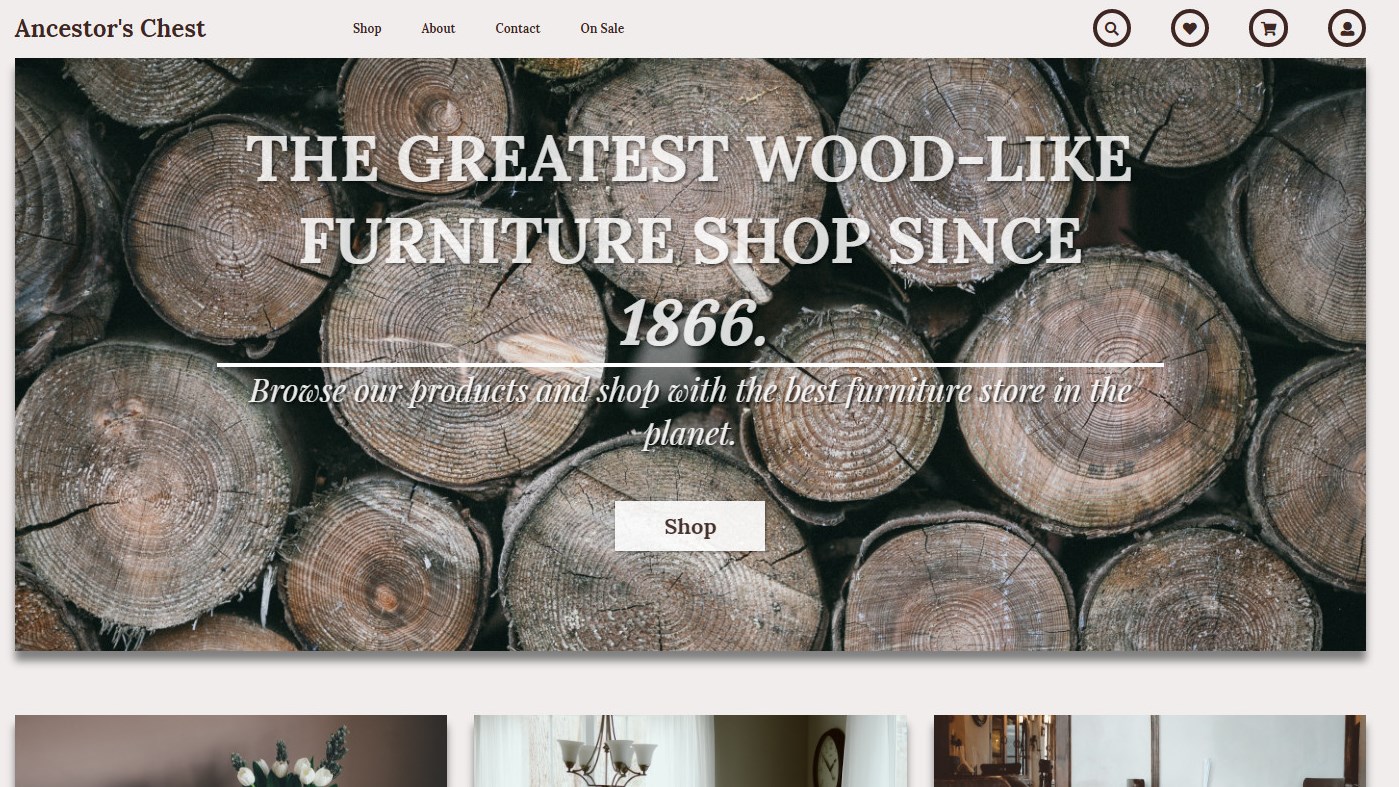 Ancestor's Chest
Shop
About
Contact
On Sale
THE GREATEST WOOD-LIKE
FURNITURE SHOP SINCE
1866.
Browse our products and shop with the best furniture store in the
planet.
Shop